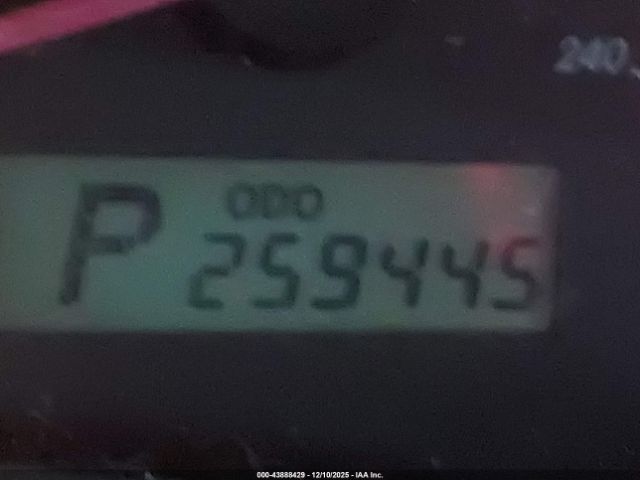 240
ODO
P 259445
000-43888429 - 12/10/2025 - IAA Inc.